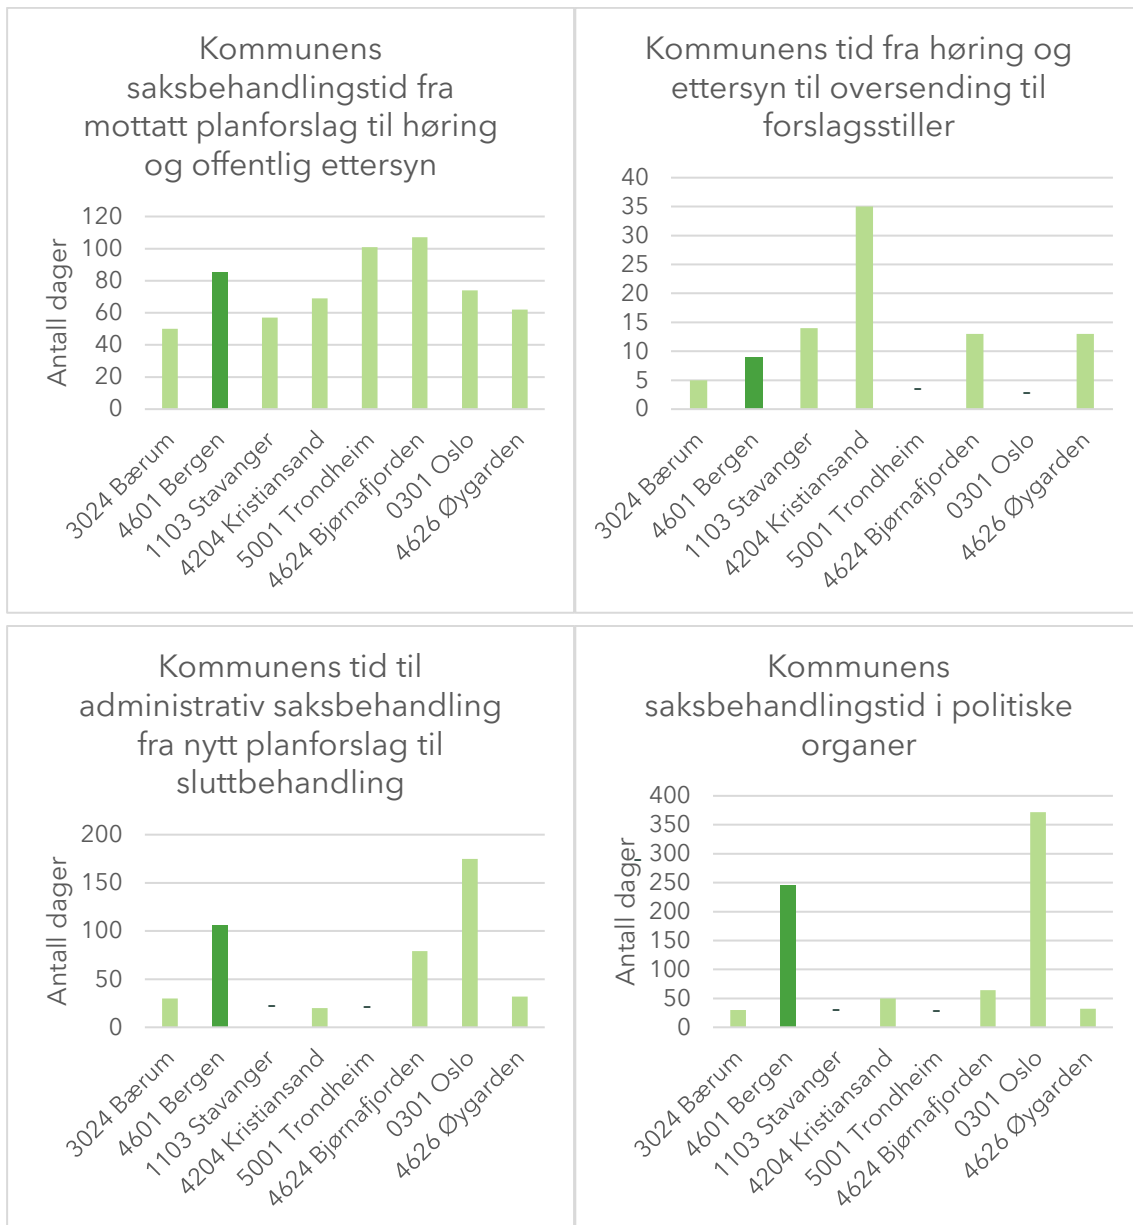 Kommunens
saksbehandlingstid fra
mottatt planforslag til høring
og offentlig ettersyn
Antall dager
120
100
80
60
40
20
0
3024 Bærum
4601 Bergen
1103 Stavanger
4204 Kristiansand
5001 Trondheim
4624 Bjørnafjorden
0301 Oslo
4626 Øygarden
Kommunens tid fra høring og
ettersyn til oversending til
forslagsstiller
40
35
30
25
20
15
10
5
0
-
-
3024 Bærum
4601 Bergen
1103 Stavanger
4204 Kristiansand
5001 Trondheim
4624 Bjørnafjorden
0301 Oslo
4626 Øygarden
Kommunens tid til
administrativ saksbehandling
fra nytt planforslag til
sluttbehandling
Antall dager
200
150
100
50
0
-
-
3024 Bærum
4601 Bergen
1103 Stavanger
4204 Kristiansand
5001 Trondheim
4624 Bjørnafjorden
0301 Oslo
4626 Øygarden
Kommunens
saksbehandlingstid i politiske
organer
Antall dager
400
350
300
250
200
150
100
50
0
-
-
3024 Bærum
4601 Bergen
1103 Stavanger
4204 Kristiansand
5001 Trondheim
4624 Bjørnafjorden
0301 Oslo
4626 Øygarden